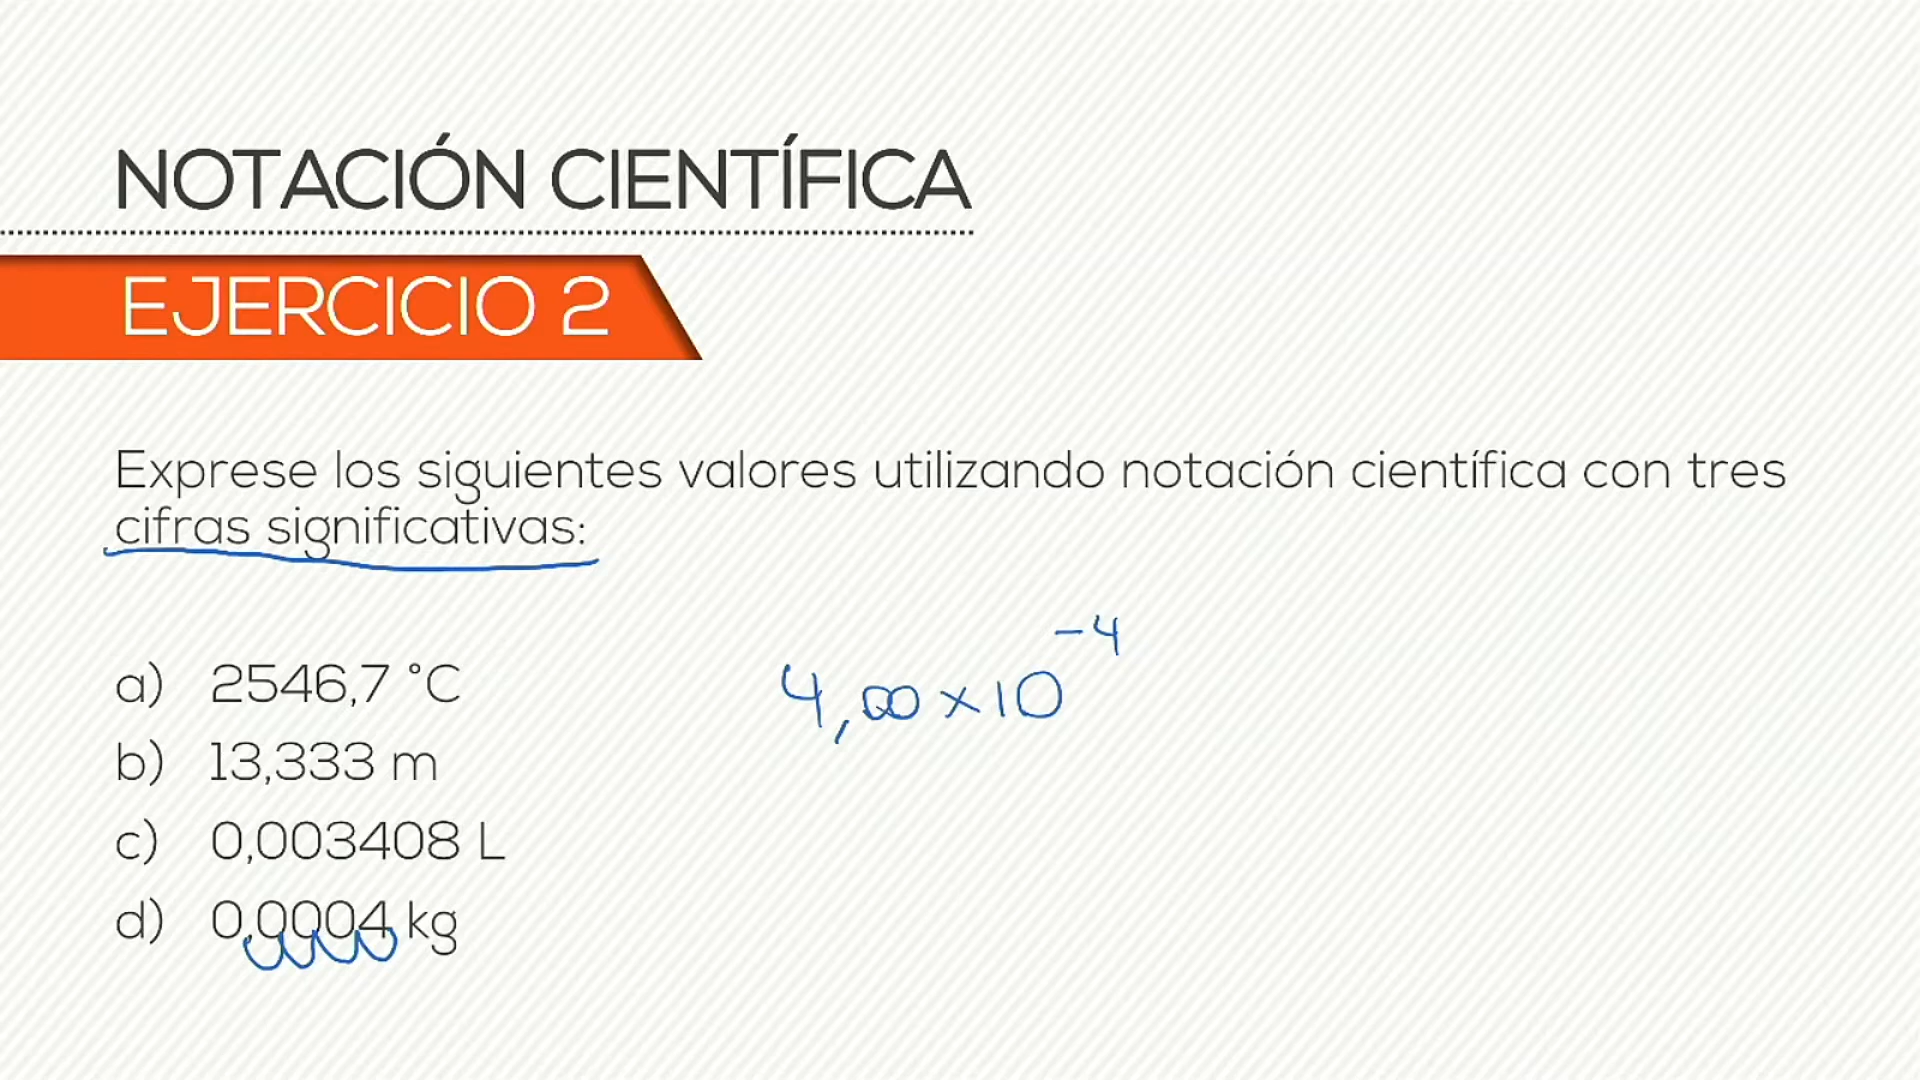 NOTACIÓN CIENTÍFICA
EJERCICIO 2
Exprese los siguientes valores utilizando notación científica con tres
cifras significativas:
a) 2546,7 °C
4,00 × 10⁻⁴
b) 13,333 m
c) 0,003408 L
d) 0,0004 kg